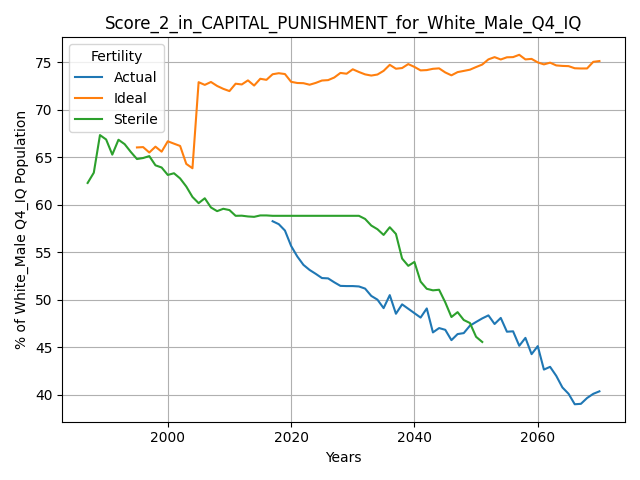 Score_2_in_CAPITAL_PUNISHMENT_for_White_Male_Q4_IQ
Fertility
Actual
Ideal
Sterile
% of White_Male Q4_IQ Population
75
70
65
60
55
50
45
40
2000
2020
2040
2060
Years